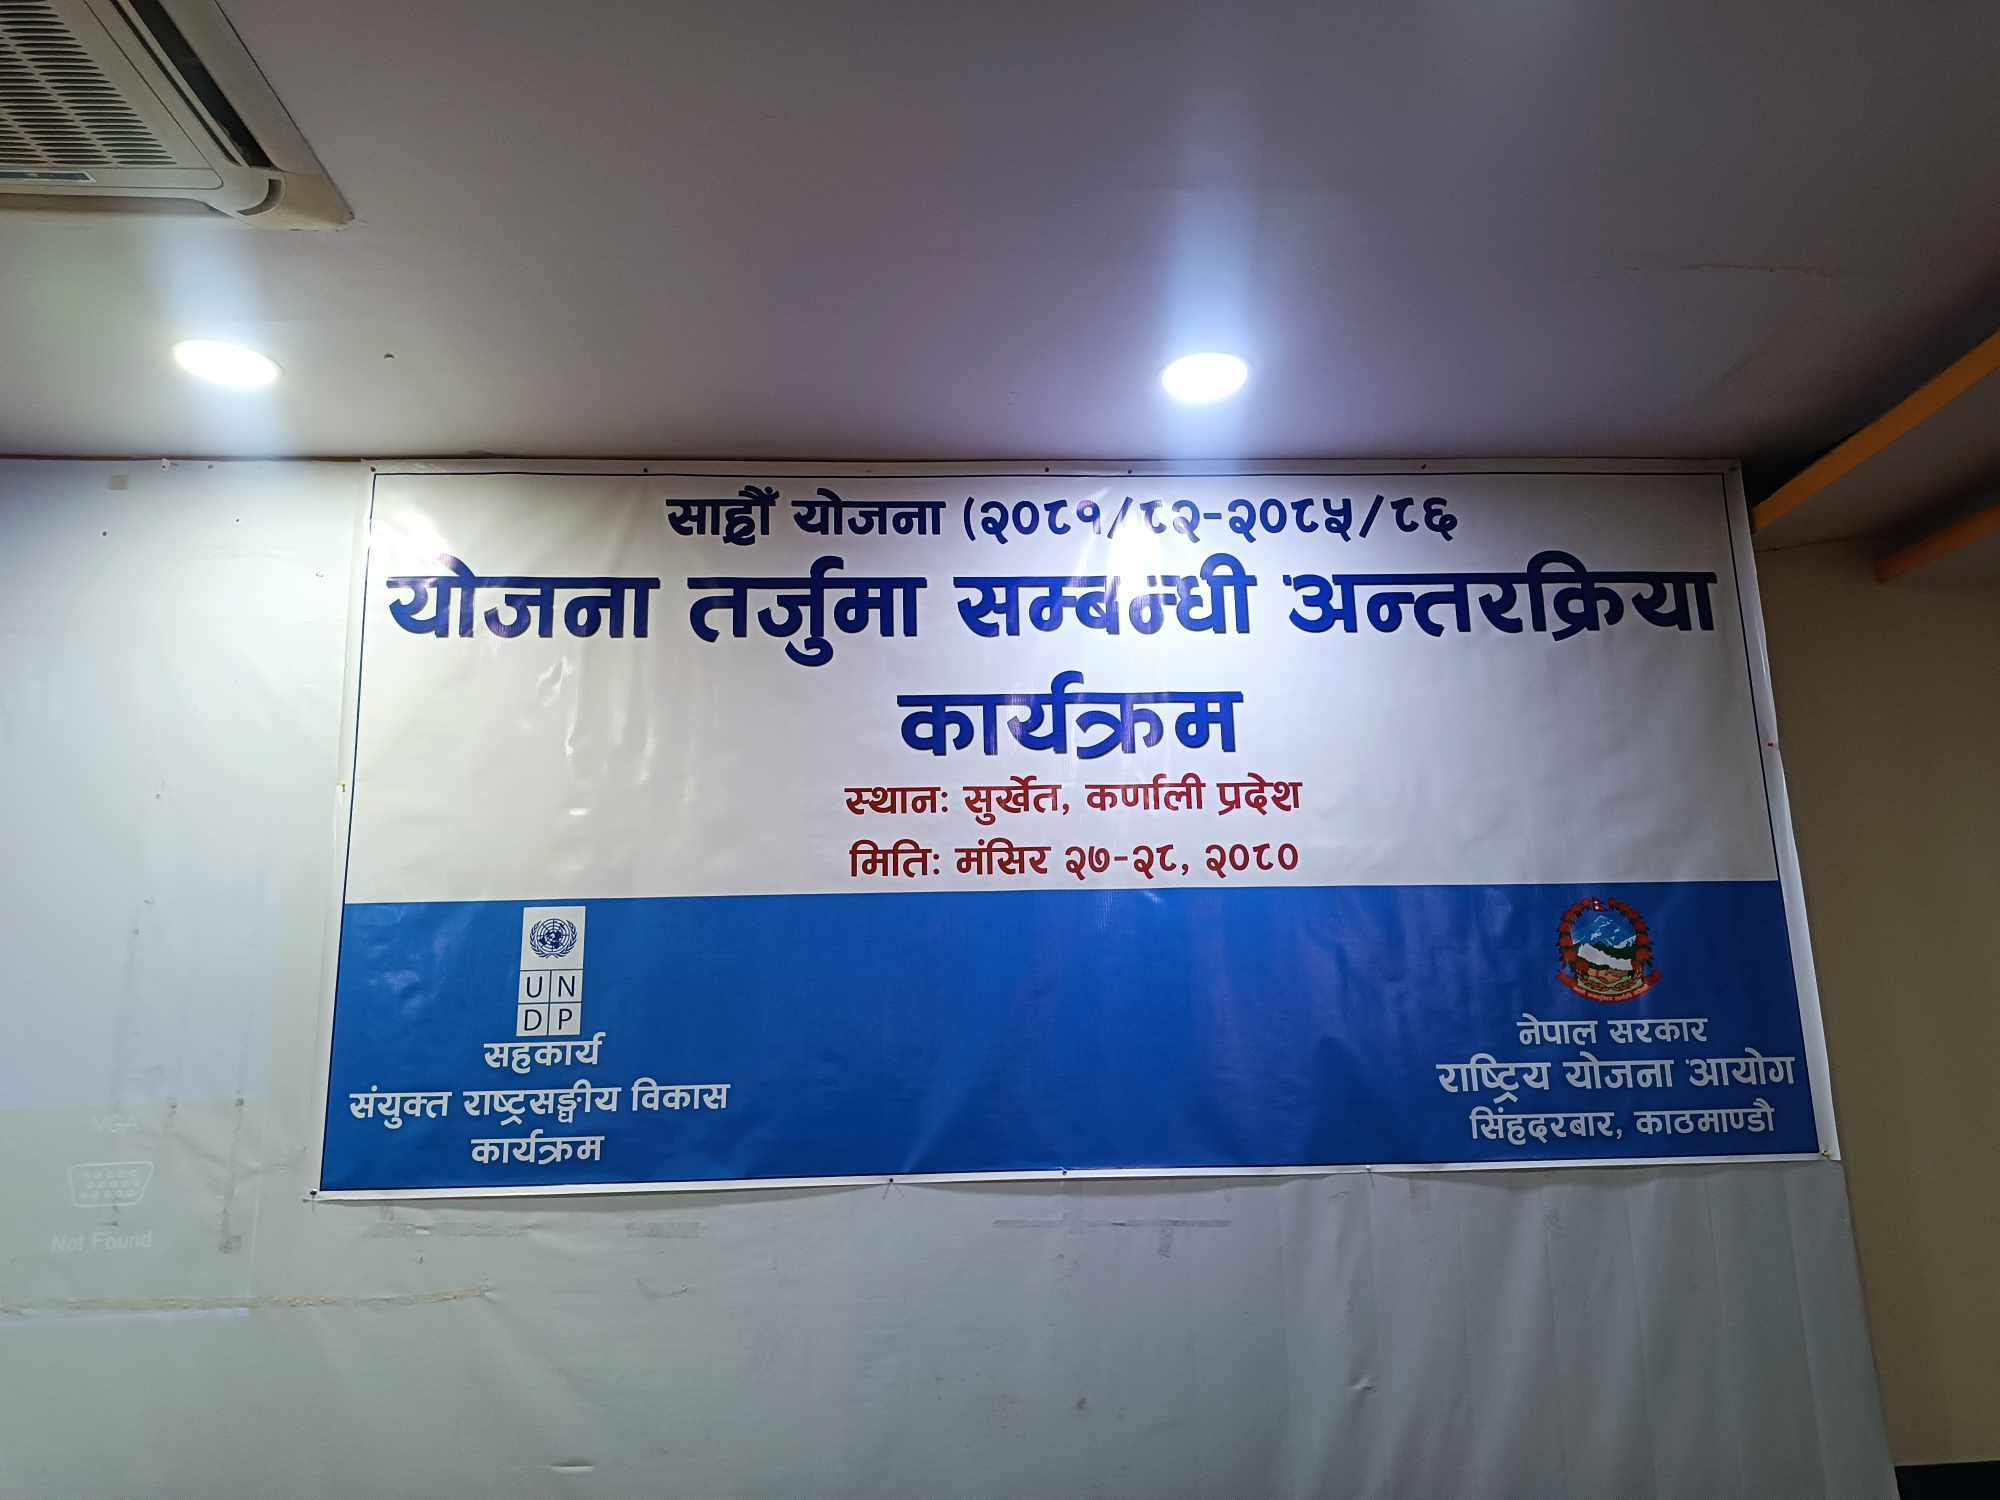 साह्रौँ योजना (२०८१/८२-२०८५/८६
योजना तर्जुमा सम्बन्धी अन्तरक्रिया
कार्यक्रम
स्थान: सुर्खेत, कर्णाली प्रदेश
मिति: मंसिर २७-२८, २०८०
UN
DP
सहकार्य
संयुक्त राष्ट्रसङ्घीय विकास
कार्यक्रम
नेपाल सरकार
राष्ट्रिय योजना आयोग
सिंहदरबार, काठमाण्डौ
VGA
Not Found